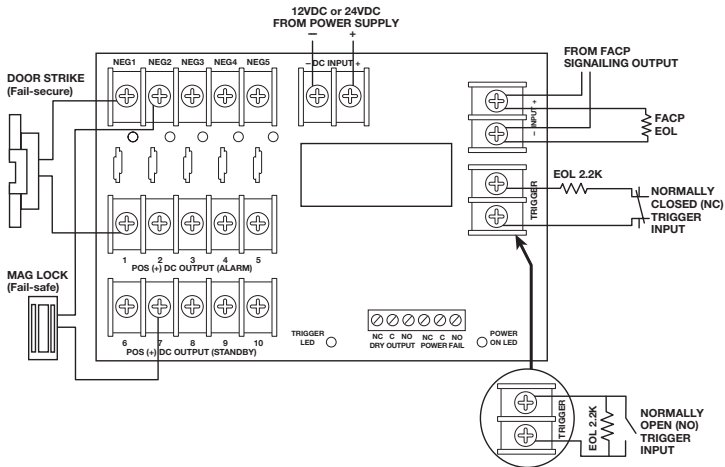 12VDC or 24VDC
FROM POWER SUPPLY
– +
NEG1 NEG2 NEG3 NEG4 NEG5
– DC INPUT +
FROM FACP
SIGNAILING OUTPUT
DOOR STRIKE
(Fail-secure)
– INPUT +
FACP
EOL
EOL 2.2K
TRIGGER
NORMALLY
CLOSED (NC)
TRIGGER
INPUT
1 2 3 4 5
POS (+) DC OUTPUT (ALARM)
MAG LOCK
(Fail-safe)
6 7 8 9 10
POS (+) DC OUTPUT (STANDBY)
TRIGGER
LED
NC C NO NC C NO
DRY OUTPUT POWER FAIL
POWER
ON LED
TRIGGER
EOL 2.2K
NORMALLY
OPEN (NO)
TRIGGER
INPUT